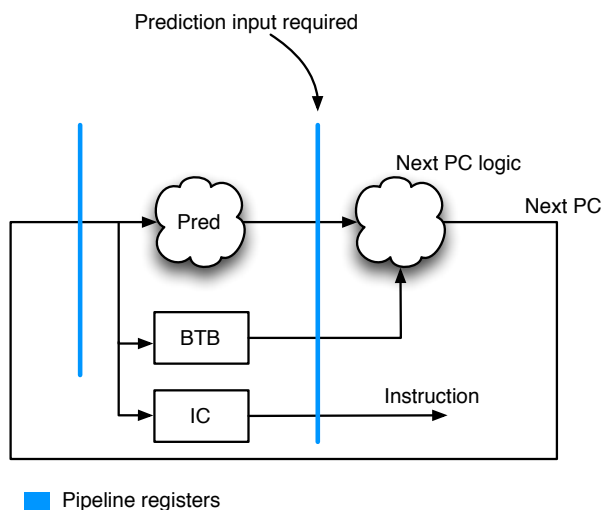 Prediction input required
Next PC logic
Next PC
Pred
BTB
IC
Instruction
Pipeline registers